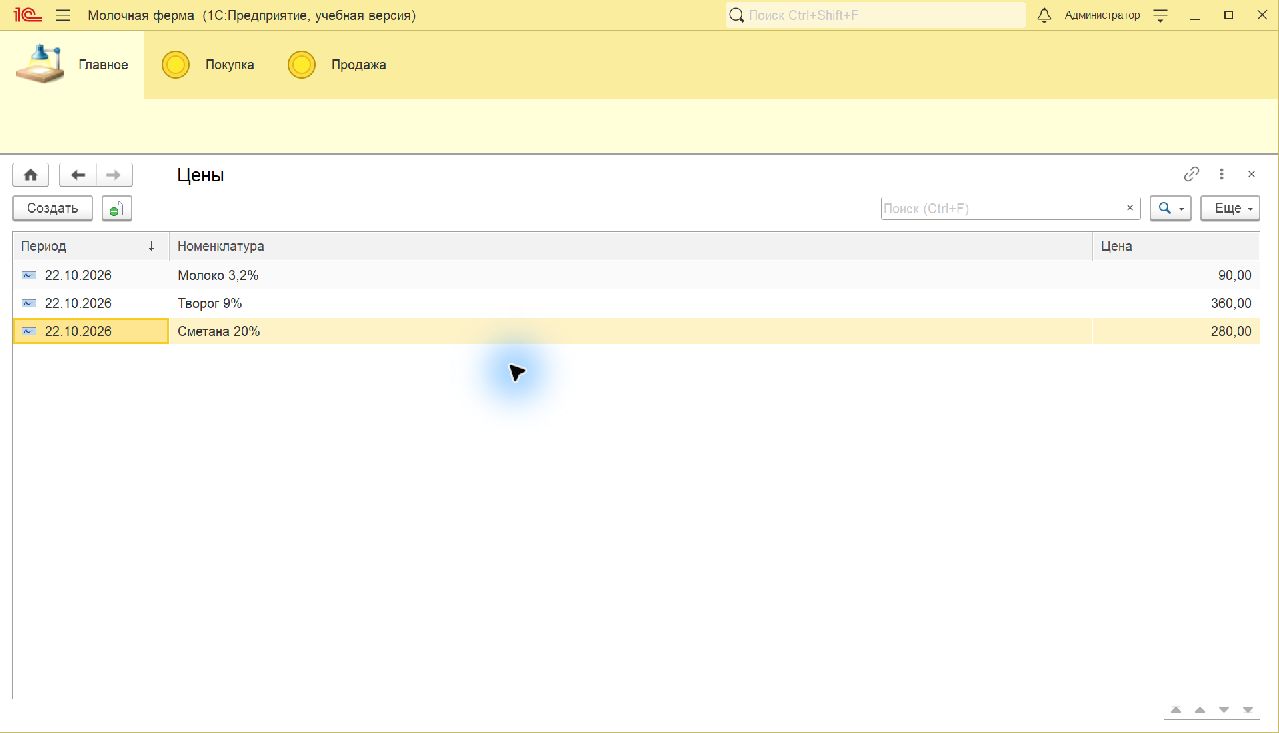 1С Молочная ферма (1С:Предприятие, учебная версия) Поиск Ctrl+Shift+F Администратор
Главное Покупка Продажа
Цены
Создать Поиск (Ctrl+F) × Еще
Период ↓ Номенклатура Цена
22.10.2026 Молоко 3,2% 90,00
22.10.2026 Творог 9% 360,00
22.10.2026 Сметана 20% 280,00